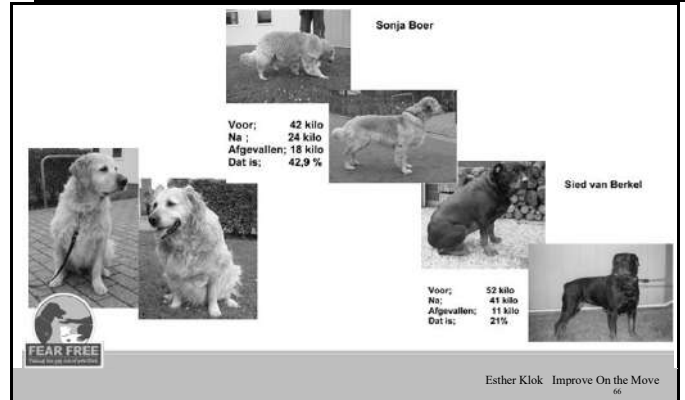 Sonja Boer
Voor; 42 kilo
Na ; 24 kilo
Afgevallen; 18 kilo
Dat is; 42,9 %
Sied van Berkel
Voor; 52 kilo
Na; 41 kilo
Afgevallen; 11 kilo
Dat is; 21%
FEAR FREE
Esther Klok Improve On the Move
66